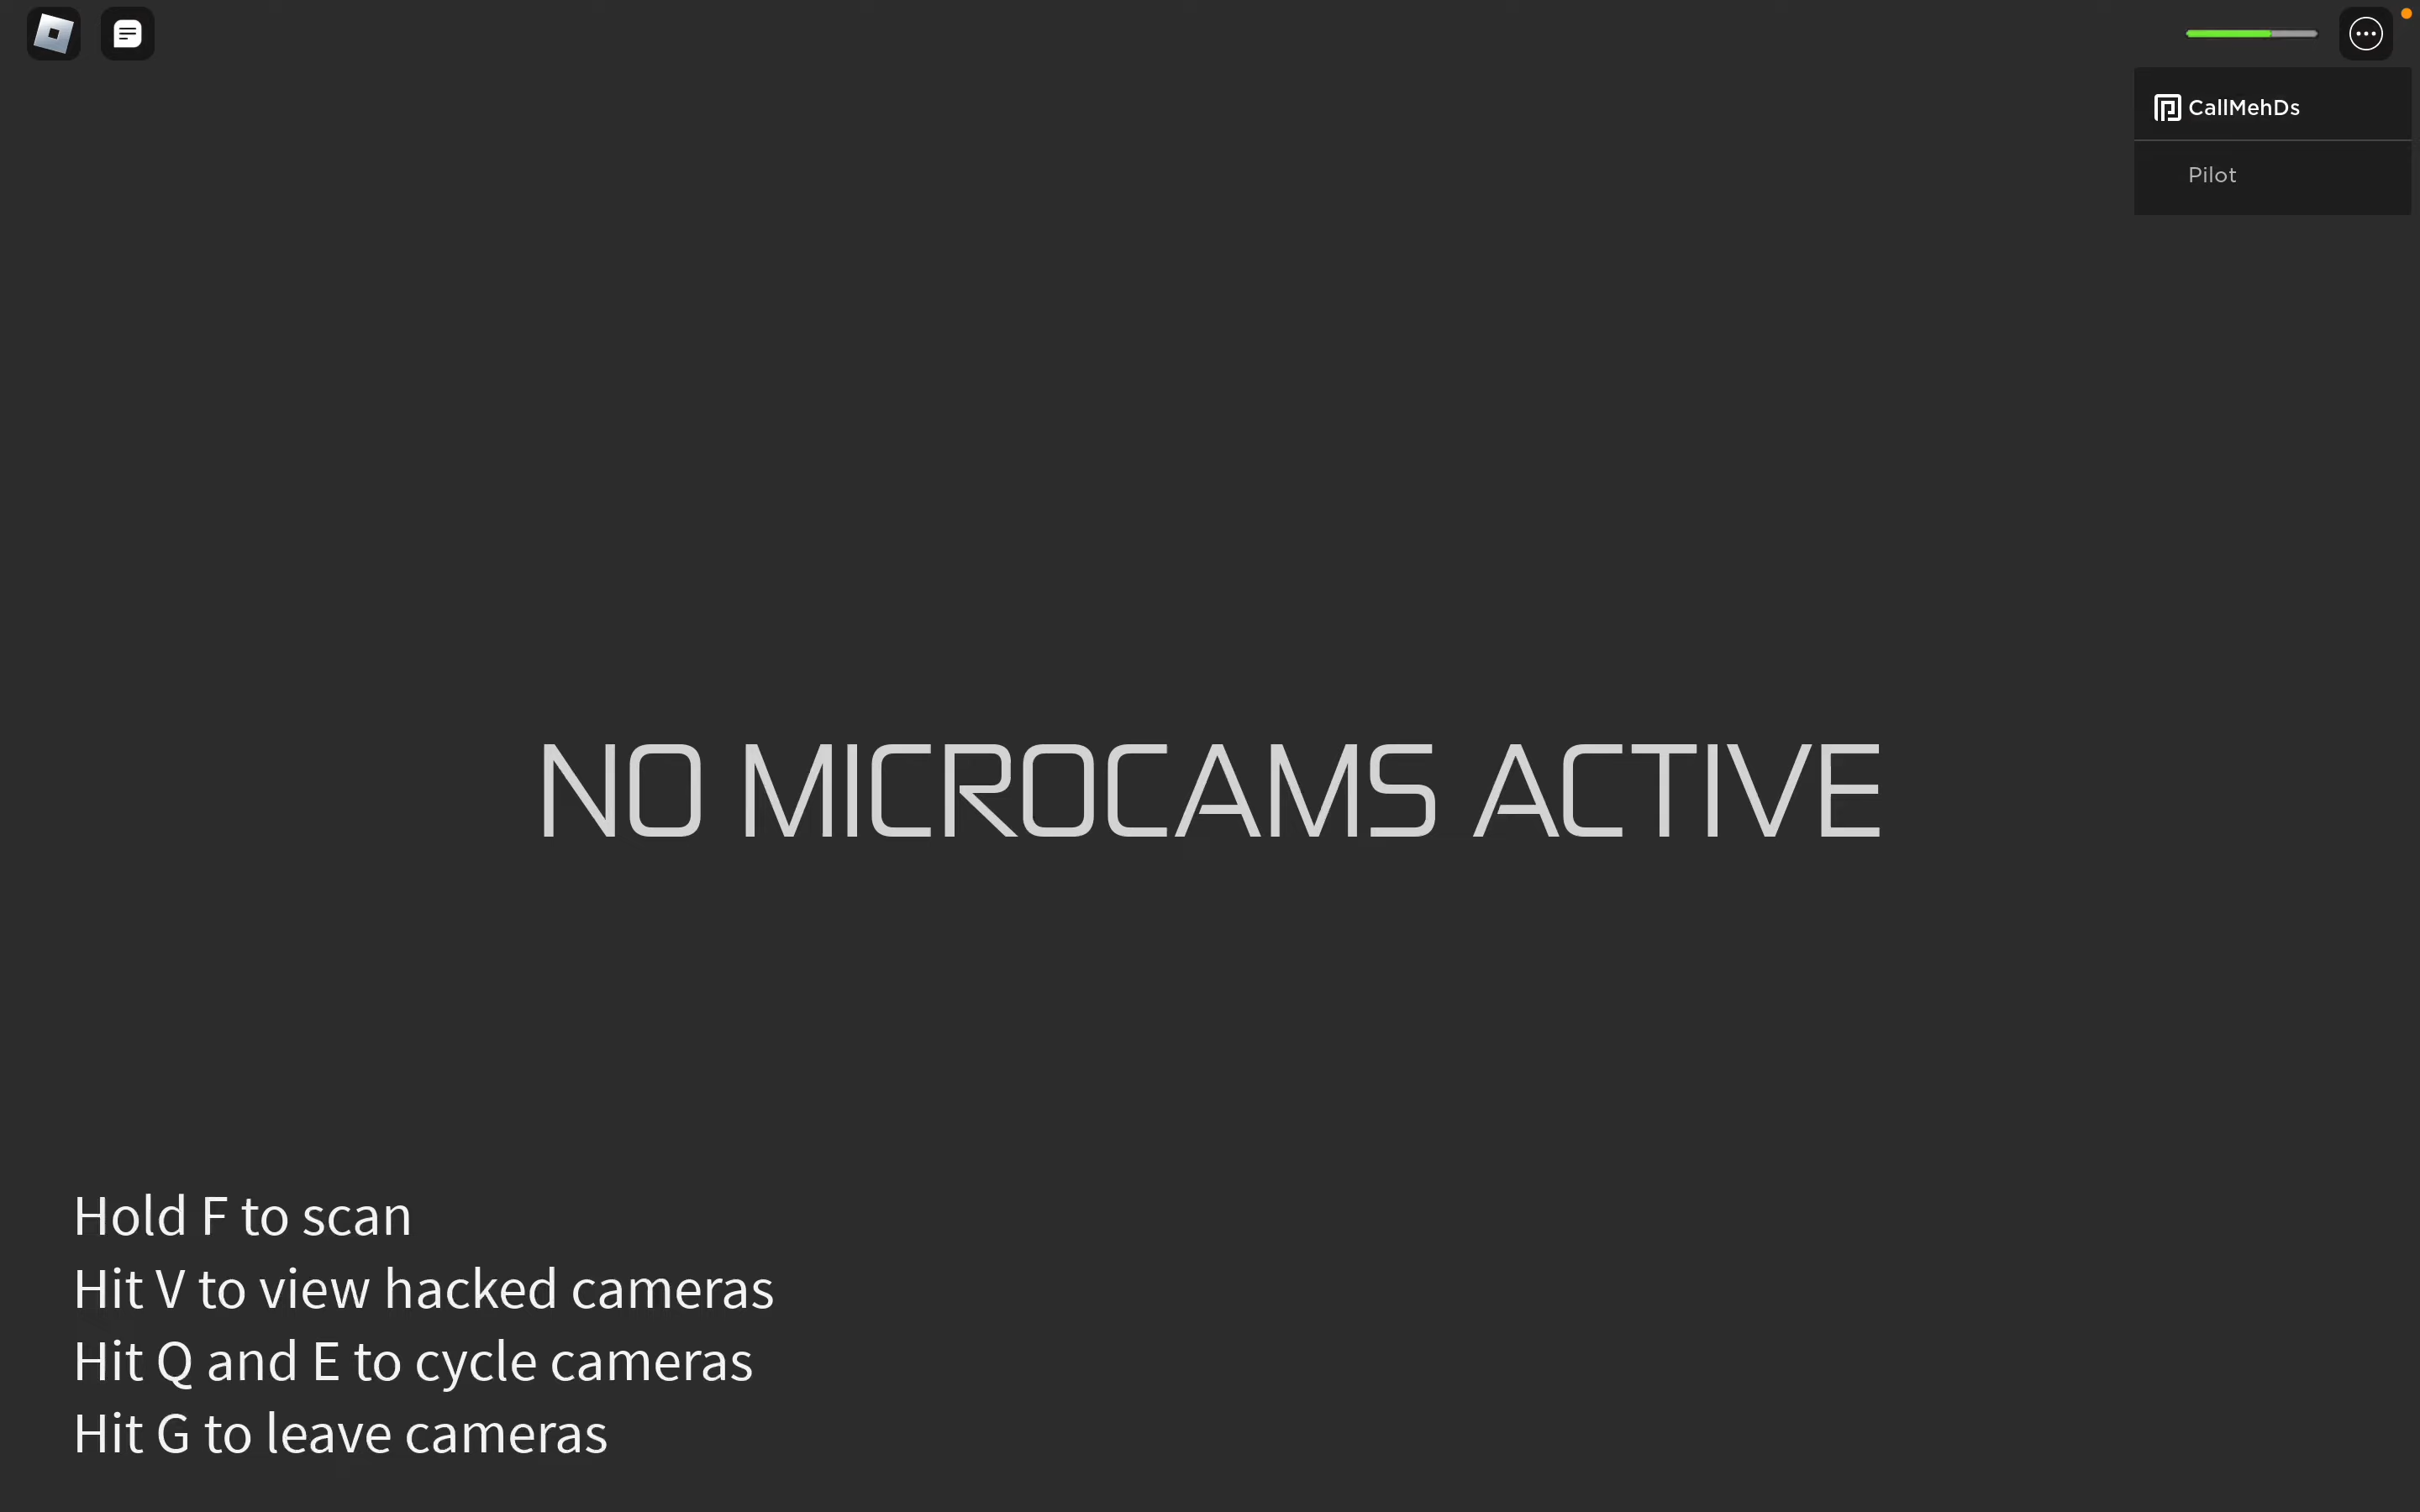 CallMehDs
Pilot
NO MICROCAMS ACTIVE
Hold F to scan
Hit V to view hacked cameras
Hit Q and E to cycle cameras
Hit G to leave cameras